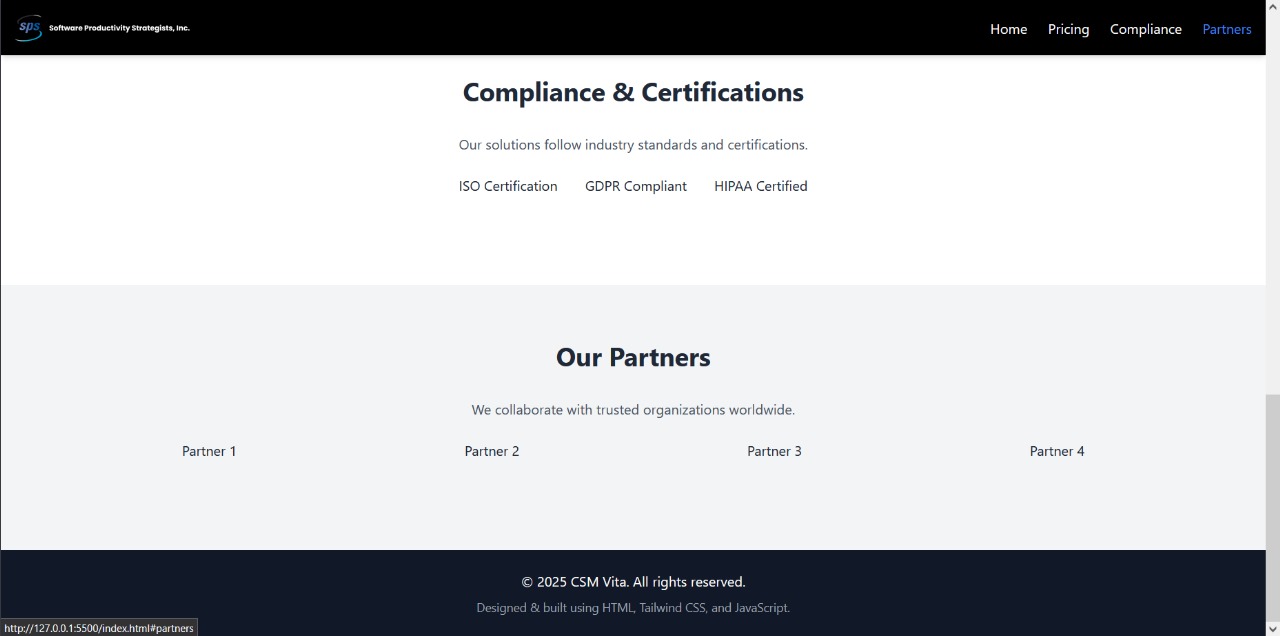 sps Software Productivity Strategists, Inc.
Home Pricing Compliance Partners
Compliance & Certifications
Our solutions follow industry standards and certifications.
ISO Certification GDPR Compliant HIPAA Certified
Our Partners
We collaborate with trusted organizations worldwide.
Partner 1 Partner 2 Partner 3 Partner 4
© 2025 CSM Vita. All rights reserved.
Designed & built using HTML, Tailwind CSS, and JavaScript.
http://127.0.0.1:5500/index.html#partners